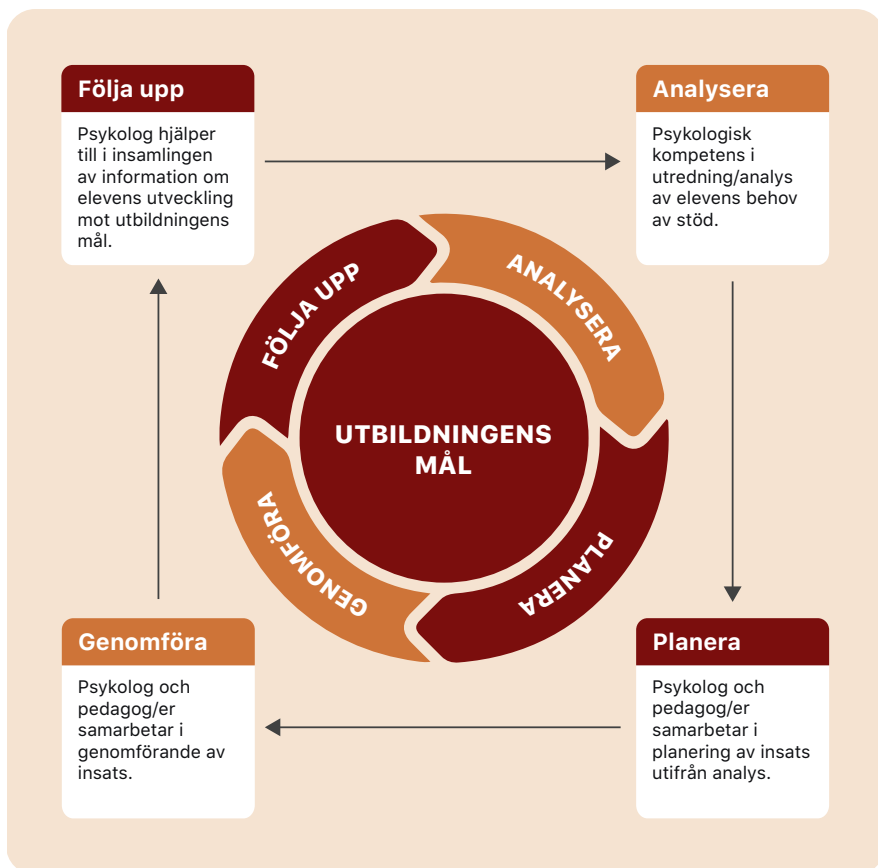 Följa upp
Psykolog hjälper
till i insamlingen
av information om
elevens utveckling
mot utbildningens
mål.
Analysera
Psykologisk
kompetens i
utredning/analys
av elevens behov
av stöd.
FÖLJA UPP
ANALYSERA
UTBILDNINGENS
MÅL
GENOMFÖRA
PLANERA
Genomföra
Psykolog och
pedagog/er
samarbetar i
genomförande av
insats.
Planera
Psykolog och
pedagog/er
samarbetar i
planering av insats
utifrån analys.